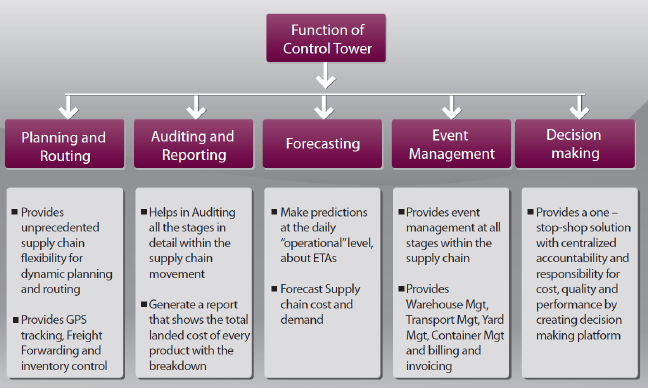 Function of
Control Tower
Planning and
Routing
Auditing and
Reporting
Forecasting
Event
Management
Decision
making
■ Provides
unprecedented
supply chain
flexibility for
dynamic planning
and routing
■ Provides GPS
tracking, Freight
Forwarding and
inventory control
■ Helps in Auditing
all the stages in
detail within the
supply chain
movement
■ Generate a report
that shows the total
landed cost of every
product with the
breakdown
■ Make predictions
at the daily
"operational" level,
about ETAs
■ Forecast Supply
chain cost and
demand
■ Provides event
management at all
stages within the
supply chain
■ Provides
Warehouse Mgt,
Transport Mgt, Yard
Mgt, Container Mgt
and billing and
invoicing
■ Provides a one –
stop-shop solution
with centralized
accountability and
responsibility for
cost, quality and
performance by
creating decision
making platform